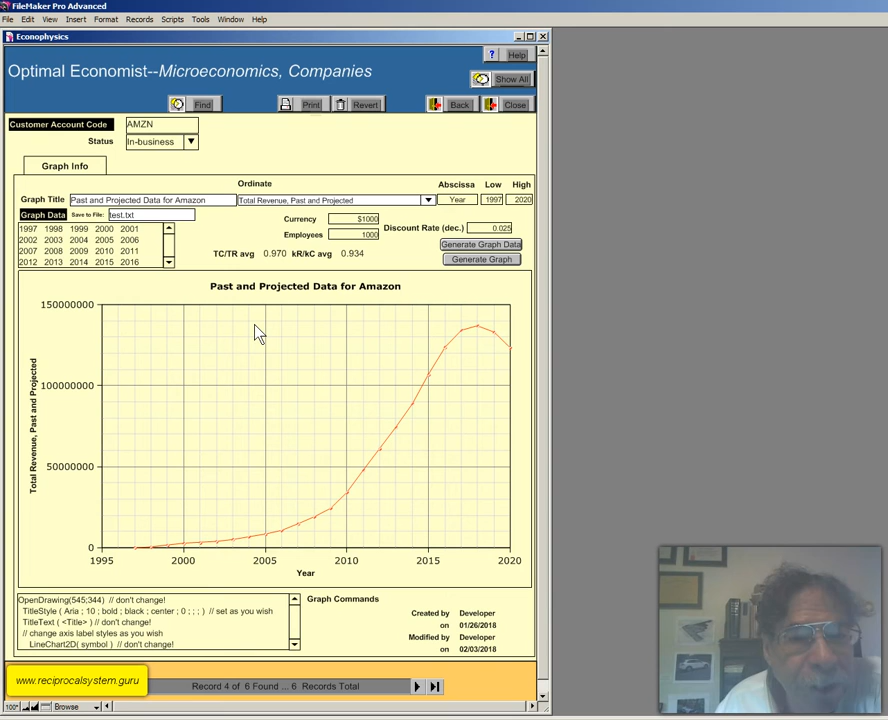 FileMaker Pro Advanced
File Edit View Insert Format Records Scripts Tools Window Help
Econophysics
? Help
Optimal Economist--Microeconomics, Companies
Show All
Find Print Revert Back Close
Customer Account Code AMZN
Status In-business
Graph Info
Ordinate Abscissa Low High
Graph Title Past and Projected Data for Amazon Total Revenue, Past and Projected Year 1997 2020
Graph Data Save to File: test.txt
Currency $1000
Discount Rate (dec.) 0.025
Employees 1000
1997 1998 1999 2000 2001
2002 2003 2004 2005 2006
2007 2008 2009 2010 2011
2012 2013 2014 2015 2016
Generate Graph Data
TC/TR avg 0.970 kR/kC avg 0.934
Generate Graph
Past and Projected Data for Amazon
150000000
100000000
50000000
0
Total Revenue, Past and Projected
1995 2000 2005 2010 2015 2020
Year
OpenDrawing(545;344) // don't change!
TitleStyle ( Aria ; 10 ; bold ; black ; center ; 0 ; ; ; ) // set as you wish
TitleText ( <Title> ) // don't change!
// change axis label styles as you wish
LineChart2D( symbol ) // don't change!
Graph Commands
Created by Developer
on 01/26/2018
Modified by Developer
on 02/03/2018
www.reciprocalsystem.guru
Record 4 of 6 Found ... 6 Records Total
100 Browse